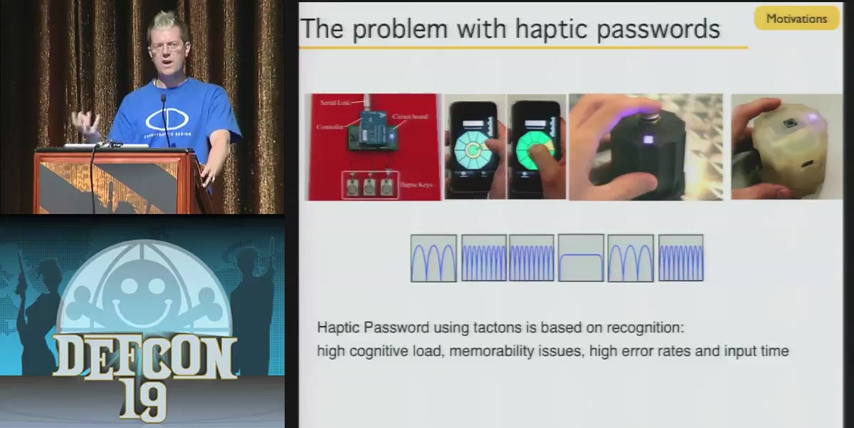 The problem with haptic passwords
Motivations
Serial Link
Controller
Circuit board
Haptic Keys
Haptic Password using tactons is based on recognition:
high cognitive load, memorability issues, high error rates and input time
DEFCON
19